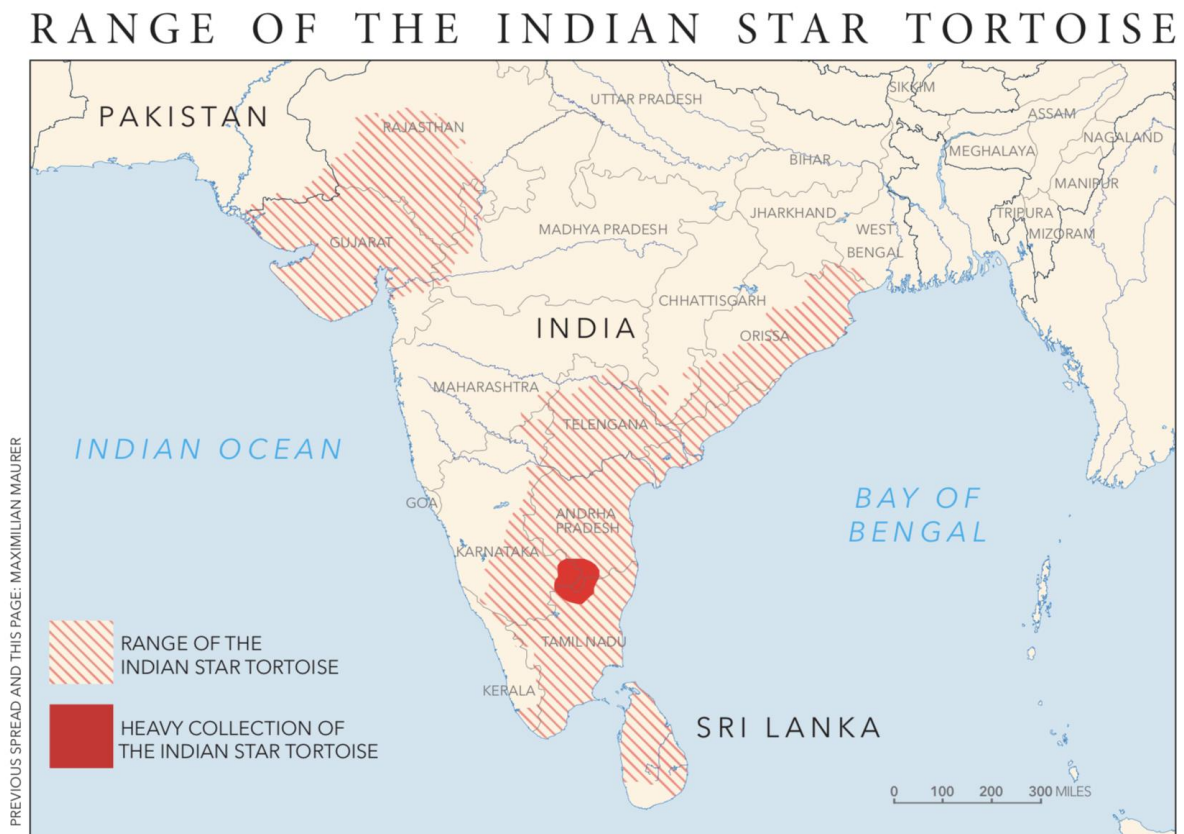 RANGE OF THE INDIAN STAR TORTOISE
PAKISTAN
RAJASTHAN
UTTAR PRADESH
SIKKIM
ASSAM
NAGALAND
MEGHALAYA
BIHAR
MANIPUR
JHARKHAND
TRIPURA
WEST
BENGAL
MIZORAM
GUJARAT
MADHYA PRADESH
CHHATTISGARH
INDIA
ORISSA
MAHARASHTRA
TELENGANA
INDIAN OCEAN
GOA
BAY OF
BENGAL
ANDRHA
PRADESH
KARNATAKA
TAMIL NADU
KERALA
SRI LANKA
RANGE OF THE
INDIAN STAR TORTOISE
HEAVY COLLECTION OF
THE INDIAN STAR TORTOISE
0 100 200 300 MILES
PREVIOUS SPREAD AND THIS PAGE: MAXIMILIAN MAURER